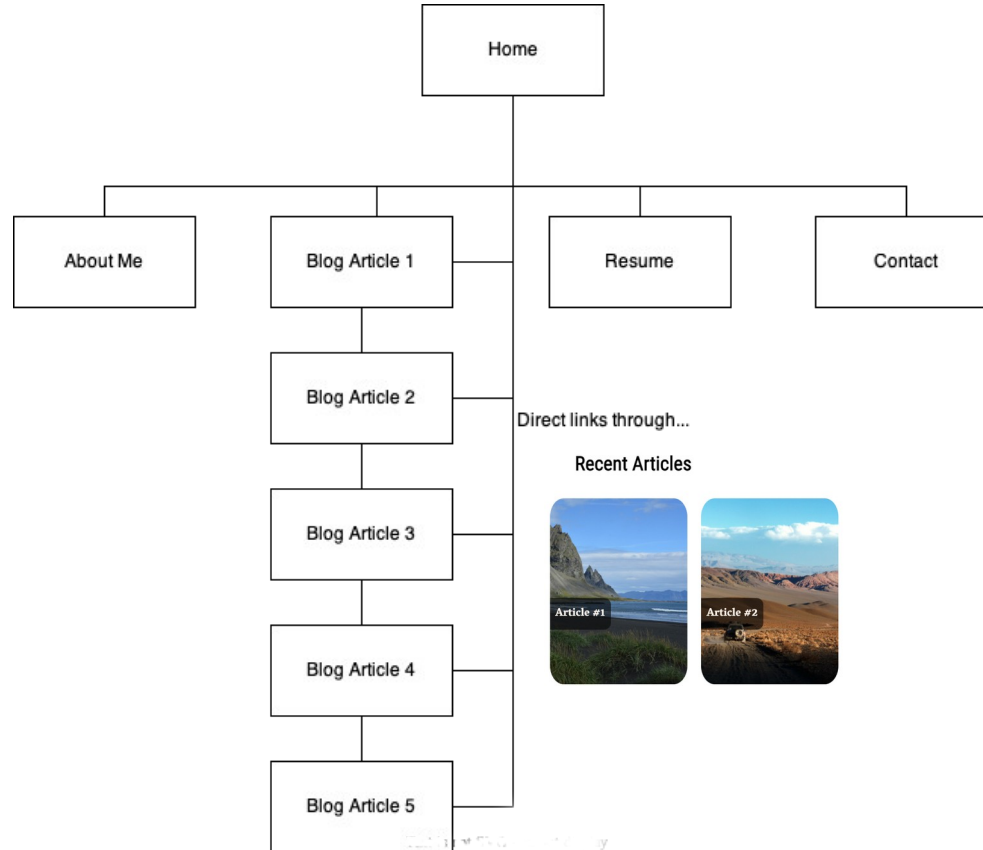 Home
About Me
Blog Article 1
Resume
Contact
Blog Article 2
Direct links through...
Recent Articles
Blog Article 3
Article #1
Article #2
Blog Article 4
Blog Article 5